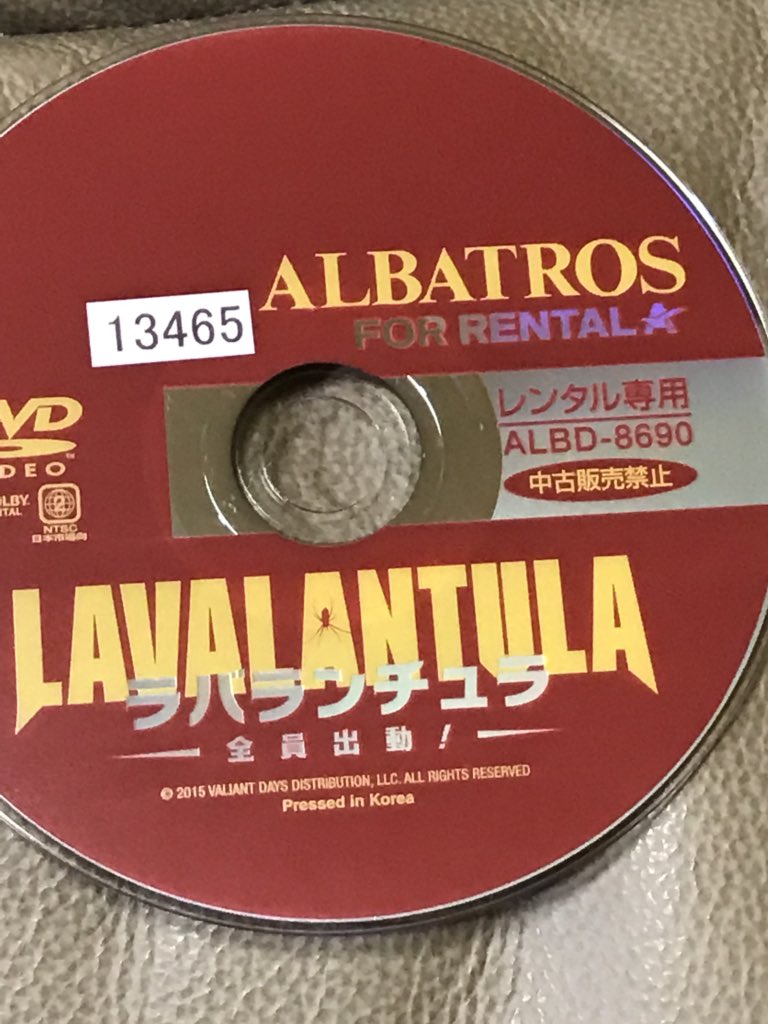 ALBATROS
FOR RENTAL
13465
レンタル専用
ALBD-8690
中古販売禁止
NTSC
日本市場向
2
LAVALANTULA
ラバランチュラ
全員出動!
© 2015 VALIANT DAYS DISTRIBUTION, LLC. ALL RIGHTS RESERVED
Pressed in Korea